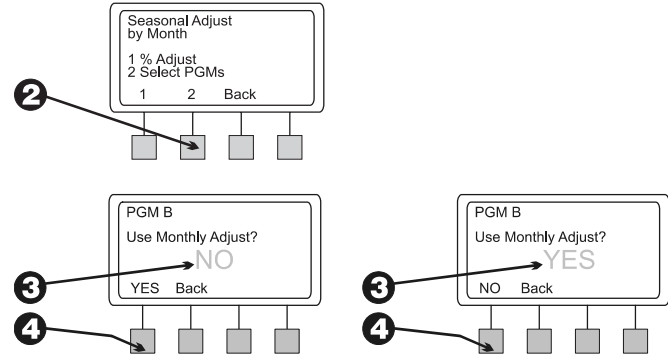 Seasonal Adjust
by Month
1 % Adjust
2 Select PGMs
1 2 Back
2
PGM B
Use Monthly Adjust?
NO
YES Back
3
4
PGM B
Use Monthly Adjust?
YES
NO Back
3
4